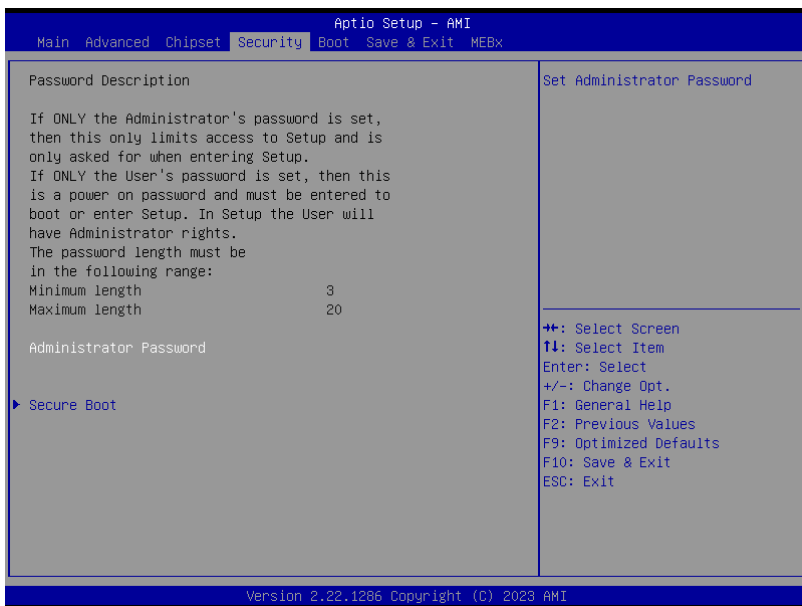 Aptio Setup – AMI
Main Advanced Chipset Security Boot Save & Exit MEBx
Password Description
If ONLY the Administrator's password is set,
then this only limits access to Setup and is
only asked for when entering Setup.
If ONLY the User's password is set, then this
is a power on password and must be entered to
boot or enter Setup. In Setup the User will
have Administrator rights.
The password length must be
in the following range:
Minimum length 3
Maximum length 20
Administrator Password
Secure Boot
Set Administrator Password
→←: Select Screen
↑↓: Select Item
Enter: Select
+/-: Change Opt.
F1: General Help
F2: Previous Values
F9: Optimized Defaults
F10: Save & Exit
ESC: Exit
Version 2.22.1286 Copyright (C) 2023 AMI